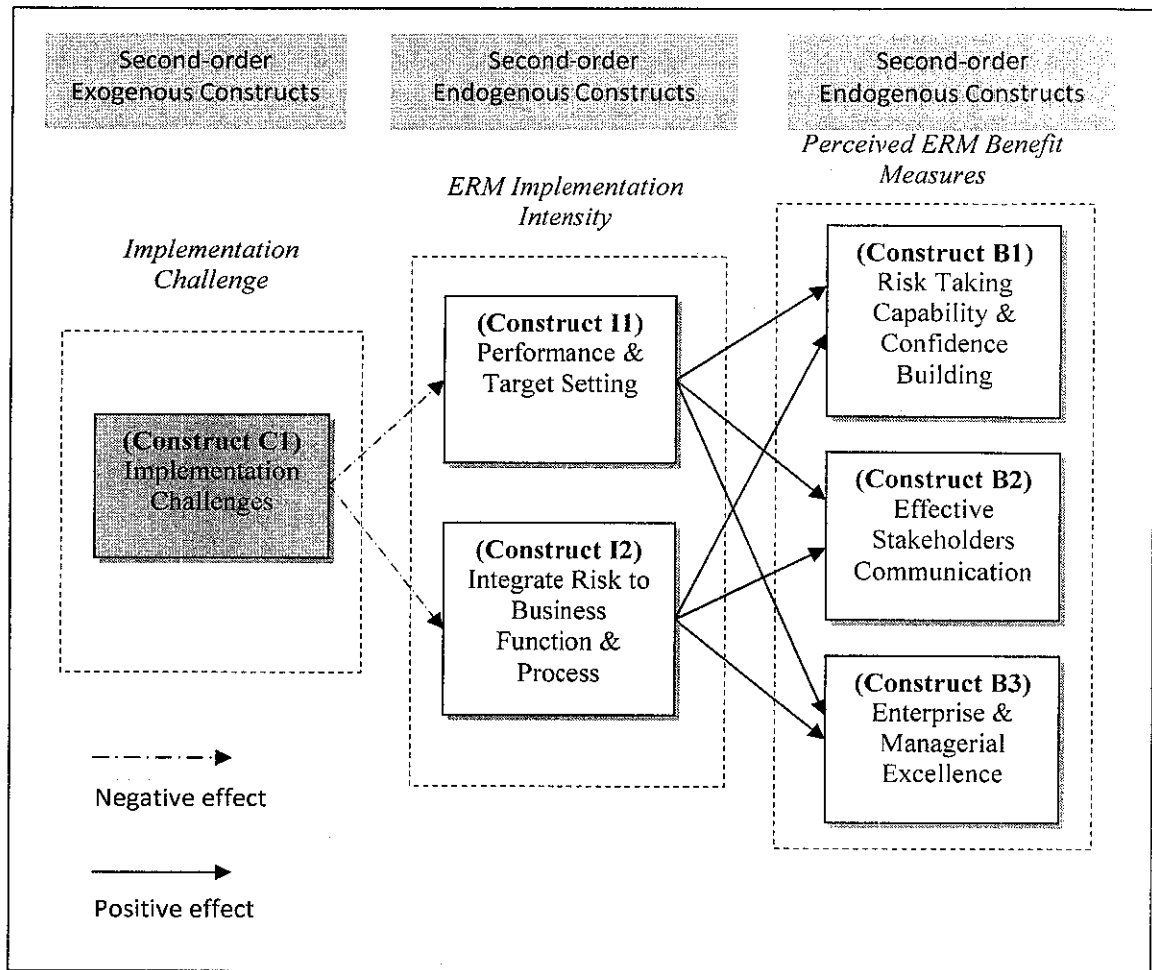 Second-order
Exogenous Constructs
Second-order
Endogenous Constructs
Second-order
Endogenous Constructs
Implementation
Challenge
ERM Implementation
Intensity
Perceived ERM Benefit
Measures
(Construct C1)
Implementation
Challenges
(Construct I1)
Performance &
Target Setting
(Construct I2)
Integrate Risk to
Business
Function &
Process
(Construct B1)
Risk Taking
Capability &
Confidence
Building
(Construct B2)
Effective
Stakeholders
Communication
(Construct B3)
Enterprise &
Managerial
Excellence
Negative effect
Positive effect